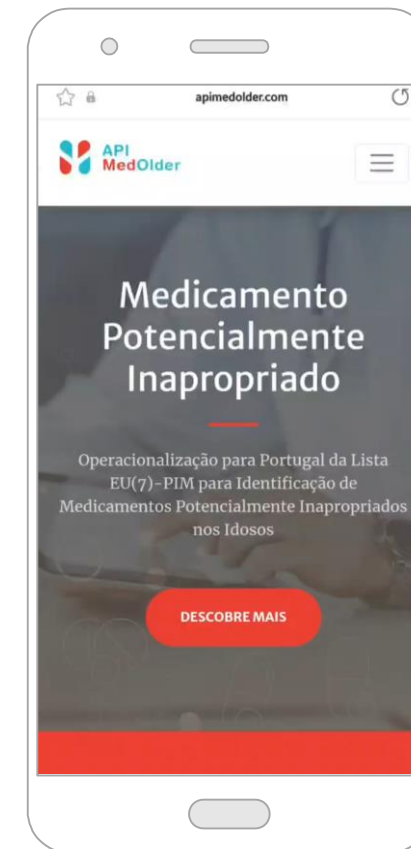 apimedolder.com
API
MedOlder
Medicamento
Potencialmente
Inapropriado
Operacionalização para Portugal da Lista
EU(7)-PIM para Identificação de
Medicamentos Potencialmente Inapropriados
nos Idosos
DESCOBRE MAIS